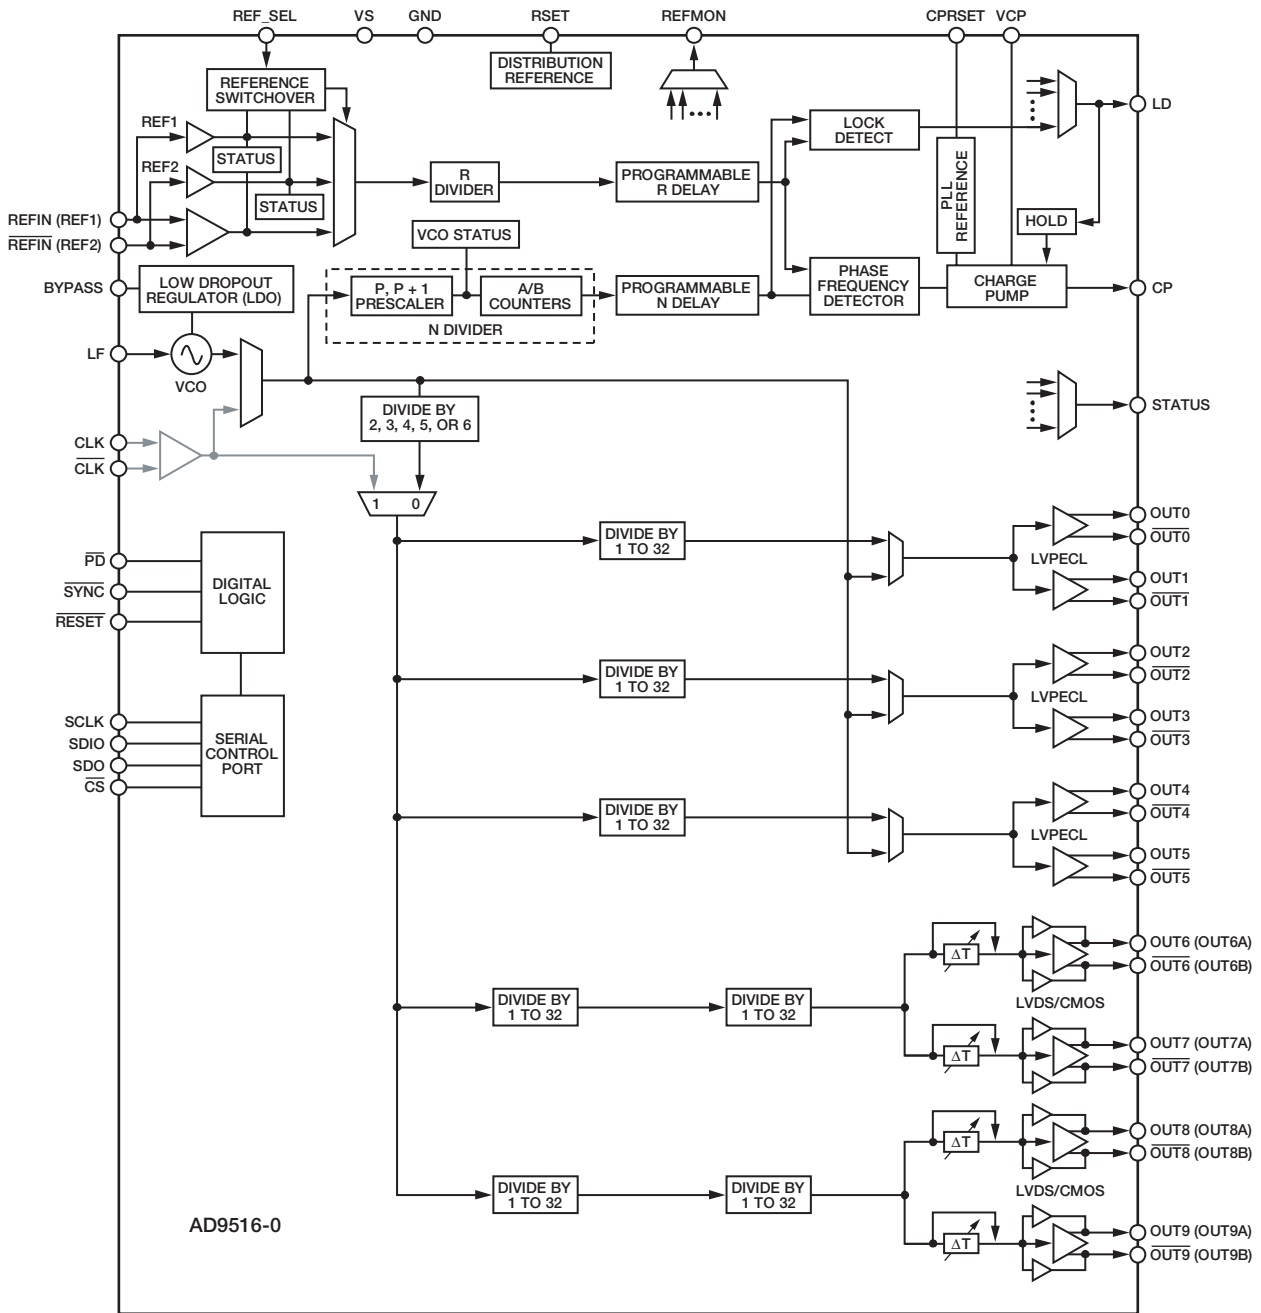 REF_SEL VS GND RSET REFMON CPRSET VCP
DISTRIBUTION
REFERENCE
REFERENCE
SWITCHOVER
LD
REF1
LOCK
DETECT
STATUS
REF2
R
DIVIDER
PROGRAMMABLE
R DELAY
PLL
REFERENCE
STATUS
HOLD
REFIN (REF1)
REFIN (REF2)
VCO STATUS
BYPASS
LOW DROPOUT
REGULATOR (LDO)
P, P + 1
PRESCALER
A/B
COUNTERS
PROGRAMMABLE
N DELAY
PHASE
FREQUENCY
DETECTOR
CHARGE
PUMP
CP
N DIVIDER
LF
VCO
DIVIDE BY
2, 3, 4, 5, OR 6
STATUS
CLK
CLK
1 0
OUT0
DIVIDE BY
1 TO 32
OUT0
LVPECL
PD
DIGITAL
LOGIC
OUT1
SYNC
OUT1
RESET
OUT2
DIVIDE BY
1 TO 32
OUT2
LVPECL
SCLK
OUT3
SERIAL
CONTROL
PORT
SDIO
OUT3
SDO
CS
OUT4
DIVIDE BY
1 TO 32
OUT4
LVPECL
OUT5
OUT5
OUT6 (OUT6A)
ΔT
OUT6 (OUT6B)
DIVIDE BY
1 TO 32
DIVIDE BY
1 TO 32
LVDS/CMOS
OUT7 (OUT7A)
ΔT
OUT7 (OUT7B)
OUT8 (OUT8A)
ΔT
OUT8 (OUT8B)
DIVIDE BY
1 TO 32
DIVIDE BY
1 TO 32
LVDS/CMOS
AD9516-0
OUT9 (OUT9A)
ΔT
OUT9 (OUT9B)